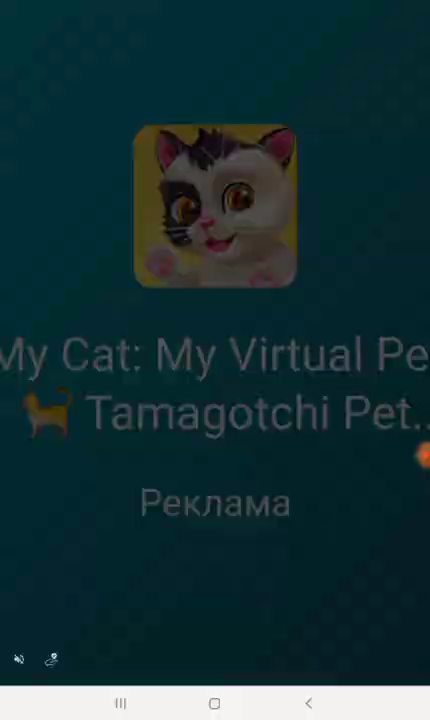 My Cat: My Virtual Pe
🐈 Tamagotchi Pet...
Реклама